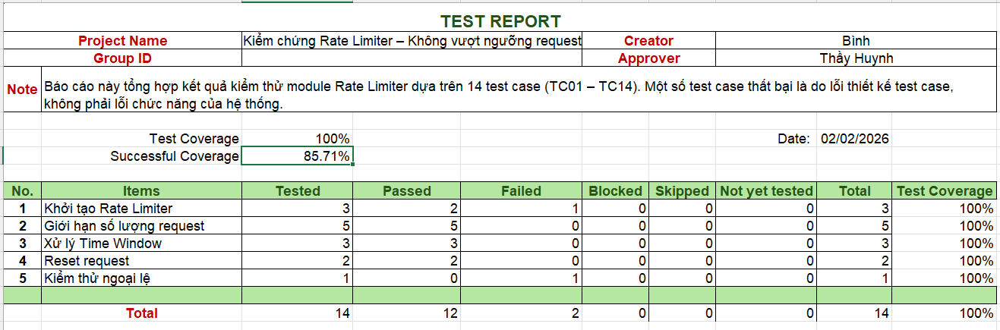 TEST REPORT
Project Name Kiểm chứng Rate Limiter – Không vượt ngưỡng request Creator Bình
Group ID Approver Thầy Huynh
Note Báo cáo này tổng hợp kết quả kiểm thử module Rate Limiter dựa trên 14 test case (TC01 – TC14). Một số test case thất bại là do lỗi thiết kế test case,
không phải lỗi chức năng của hệ thống.
Test Coverage 100% Date: 02/02/2026
Successful Coverage 85.71%
No. Items Tested Passed Failed Blocked Skipped Not yet tested Total Test Coverage
1 Khởi tạo Rate Limiter 3 2 1 0 0 0 3 100%
2 Giới hạn số lượng request 5 5 0 0 0 0 5 100%
3 Xử lý Time Window 3 3 0 0 0 0 3 100%
4 Reset request 2 2 0 0 0 0 2 100%
5 Kiểm thử ngoại lệ 1 0 1 0 0 0 1 100%
Total 14 12 2 0 0 0 14 100%